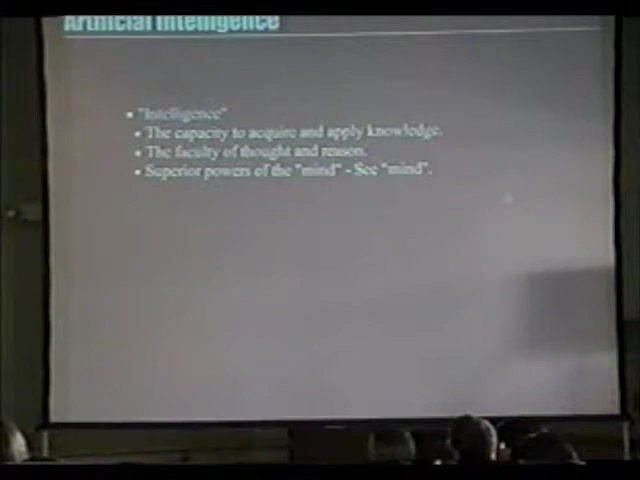 Artificial Intelligence
"Intelligence"
The capacity to acquire and apply knowledge.
The faculty of thought and reason.
Superior powers of the "mind" - See "mind".